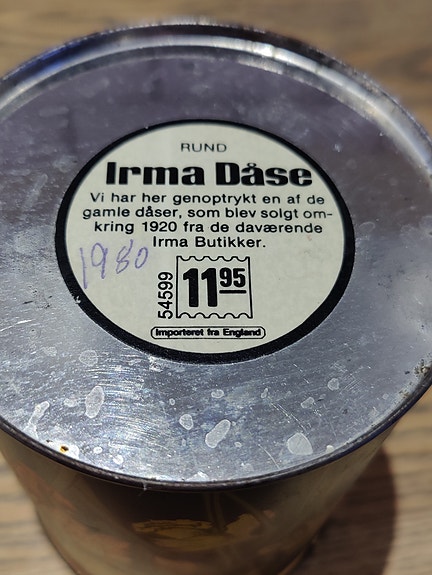 RUND
Irma Dåse
Vi har her genoptrykt en af de
gamle dåser, som blev solgt om-
kring 1920 fra de daværende
Irma Butikker.
1980
54599
11 95
Importeret fra England